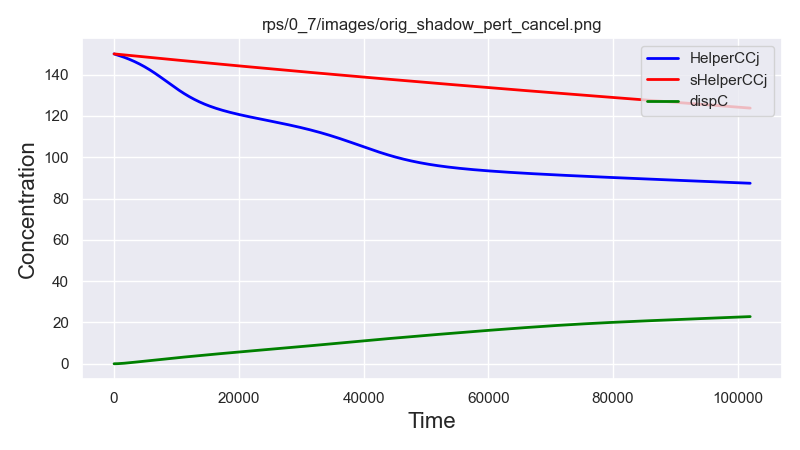 rps/0_7/images/orig_shadow_pert_cancel.png
HelperCCj
sHelperCCj
dispC
Concentration
140
120
100
80
60
40
20
0
0 20000 40000 60000 80000 100000
Time